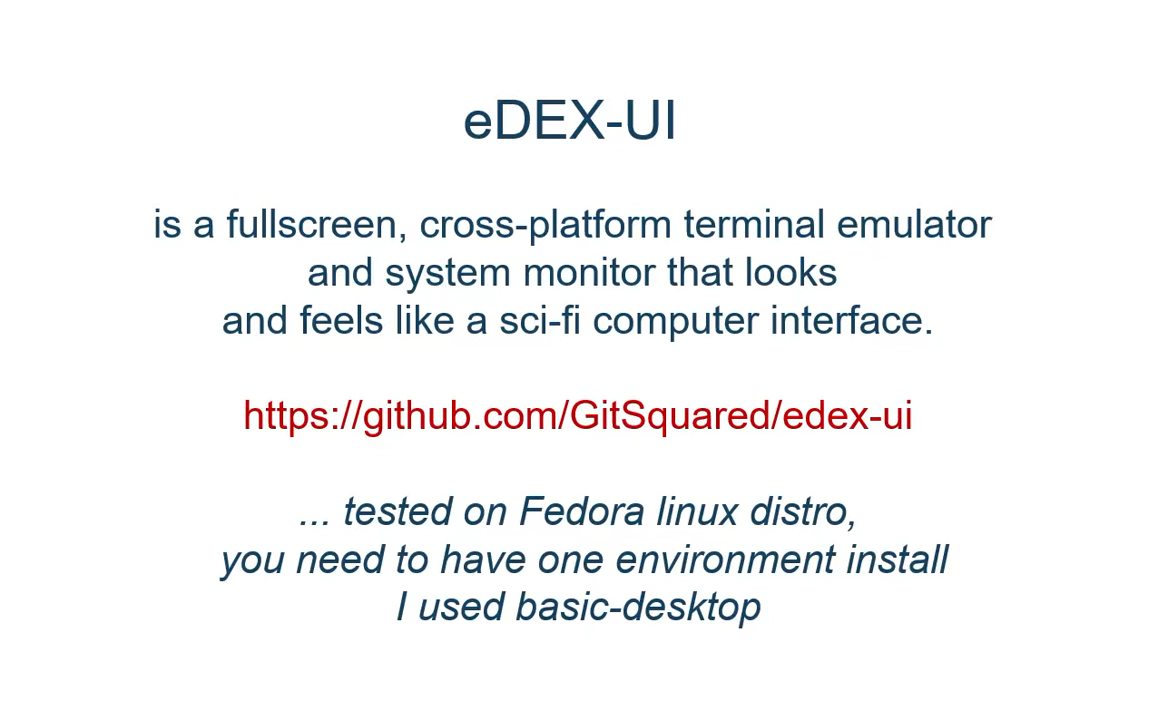 eDEX-UI
is a fullscreen, cross-platform terminal emulator
and system monitor that looks
and feels like a sci-fi computer interface.
https://github.com/GitSquared/edex-ui
... tested on Fedora linux distro,
you need to have one environment install
I used basic-desktop